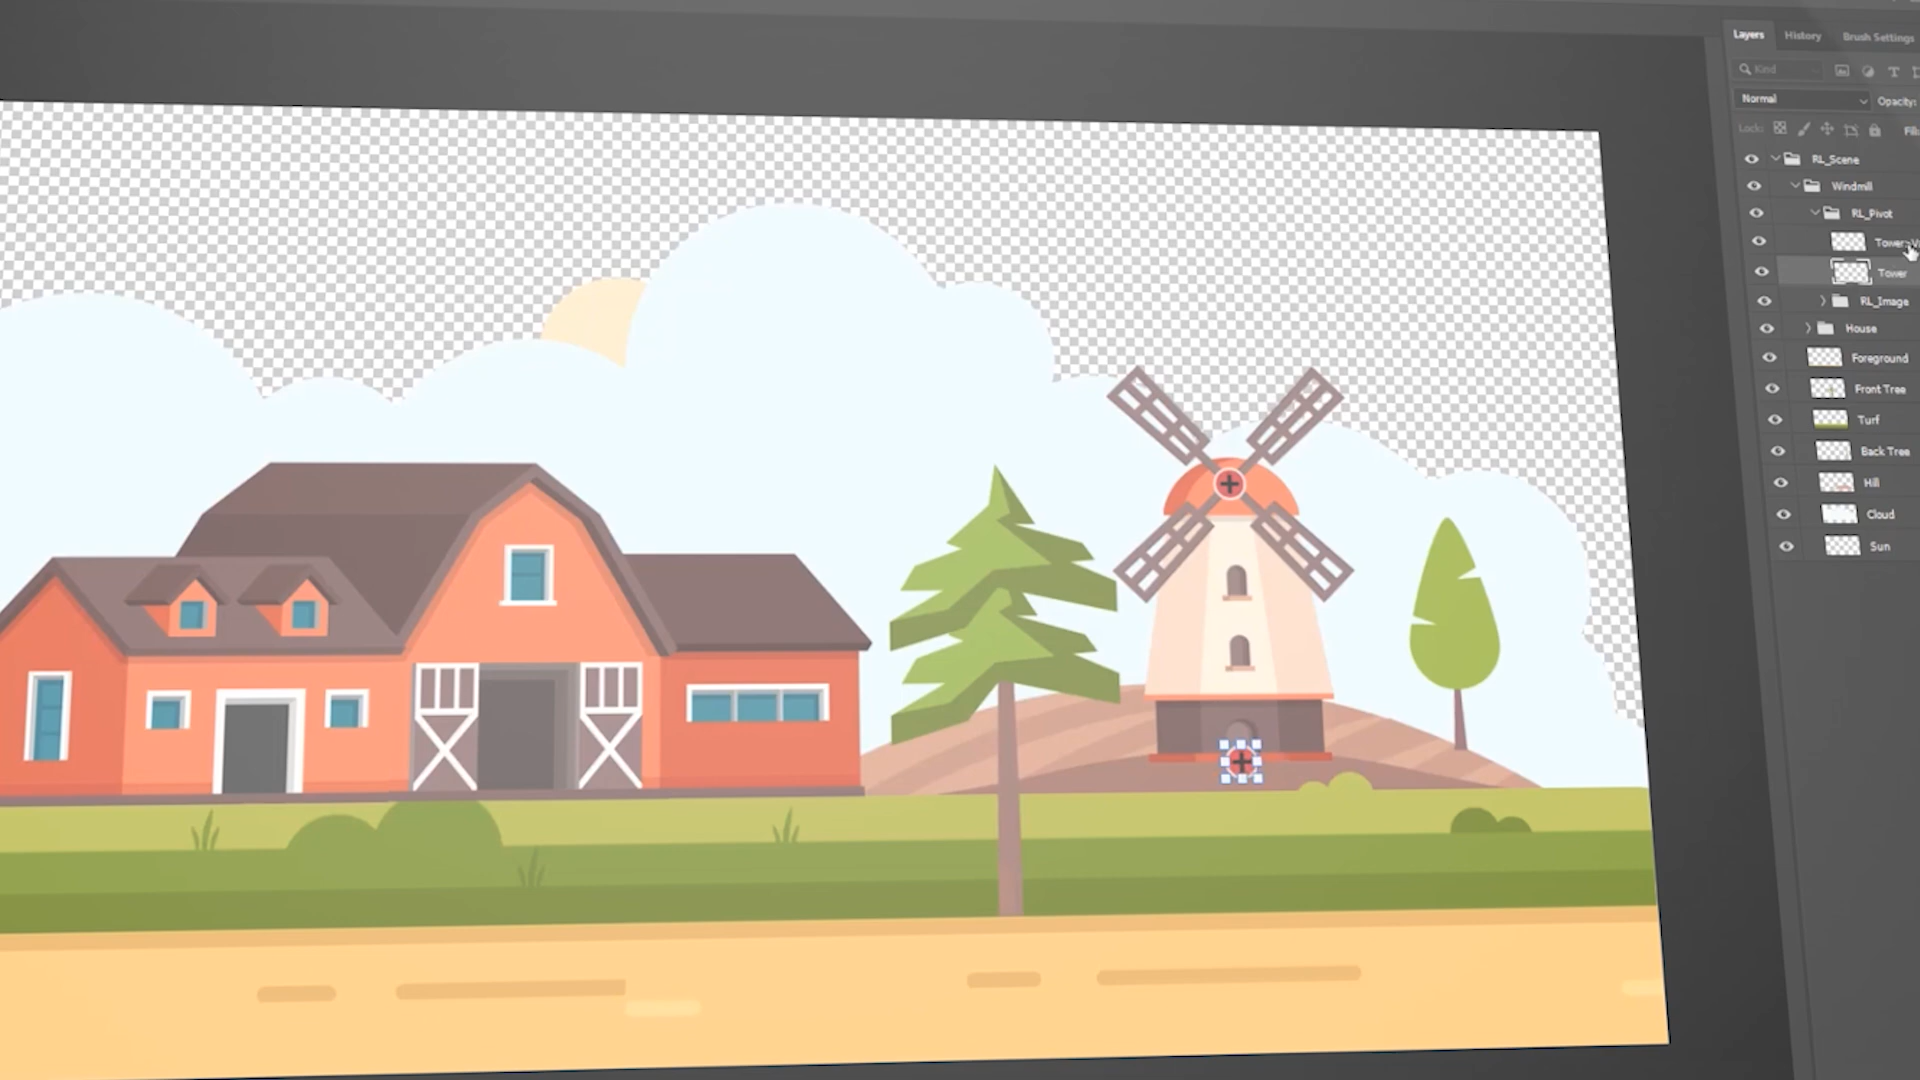 Layers History Brush Settings
Kind
Normal Opacity:
Lock:
RL_Scene
Windmill
RL_Pivot
Tower
RL_Image
House
Foreground
Front Tree
Turf
Back Tree
Hill
Cloud
Sun